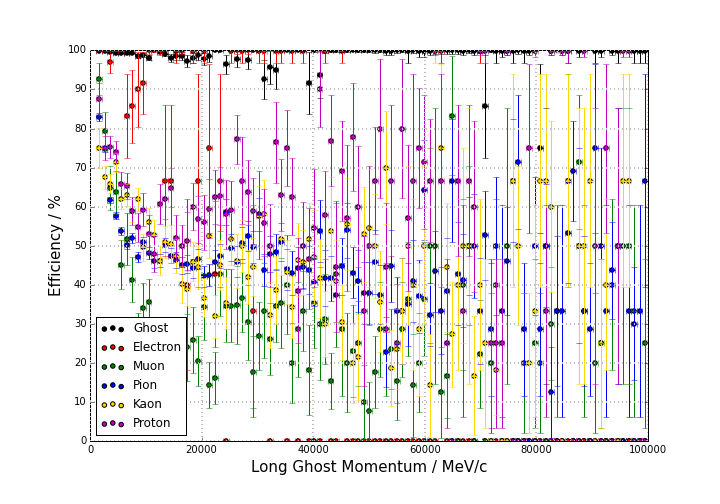 100
90
80
70
60
50
40
30
20
10
0
Efficiency / %
Ghost
Electron
Muon
Pion
Kaon
Proton
0 20000 40000 60000 80000 100000
Long Ghost Momentum / MeV/c